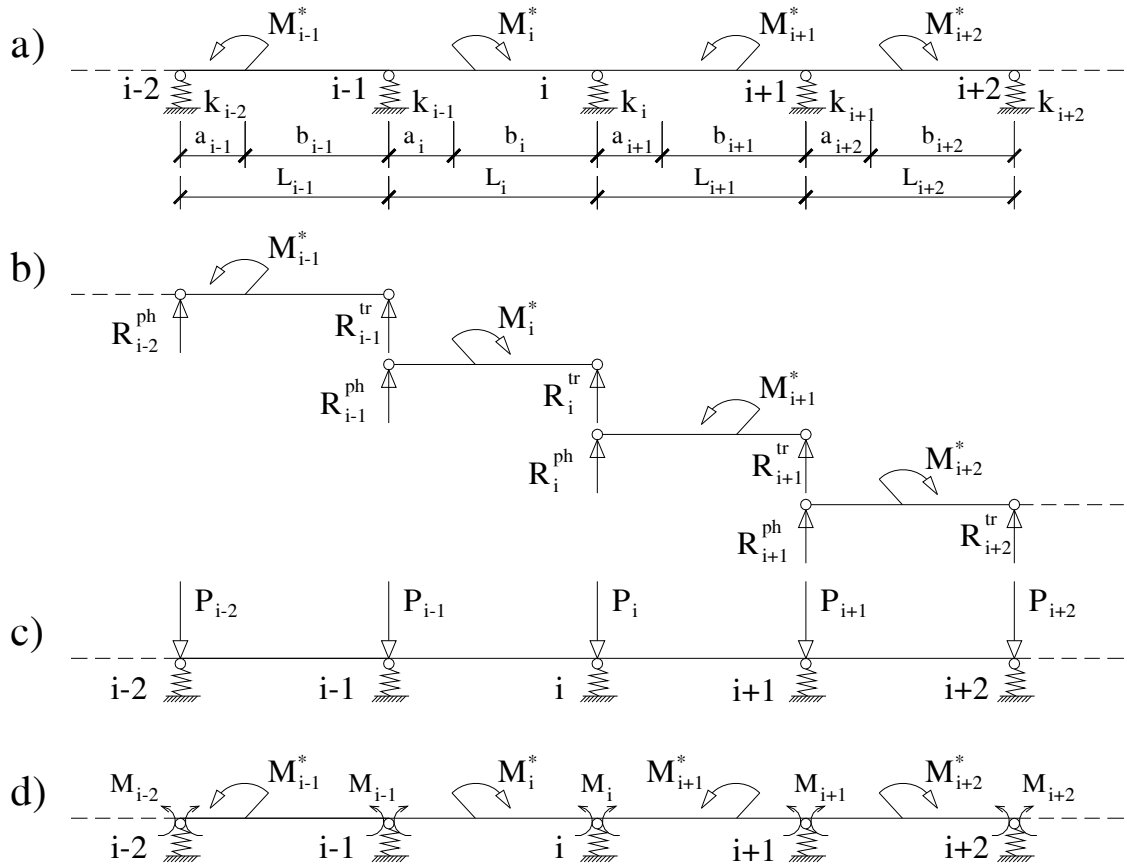 a) M*i-1 M*i M*i+1 M*i+2
i-2 i-1 i i+1 i+2
ki-2 ki-1 ki ki+1 ki+2
ai-1 bi-1 ai bi ai+1 bi+1 ai+2 bi+2
Li-1 Li Li+1 Li+2
b) M*i-1
Rphi-2 Rtri-1 M*i
Rphi-1 Rtri M*i+1
Rphi Rtri+1 M*i+2
Rphi+1 Rtri+2
Pi-2 Pi-1 Pi Pi+1 Pi+2
c)
i-2 i-1 i i+1 i+2
d) Mi-2 M*i-1 Mi-1 M*i Mi M*i+1 Mi+1 M*i+2 Mi+2
i-2 i-1 i i+1 i+2